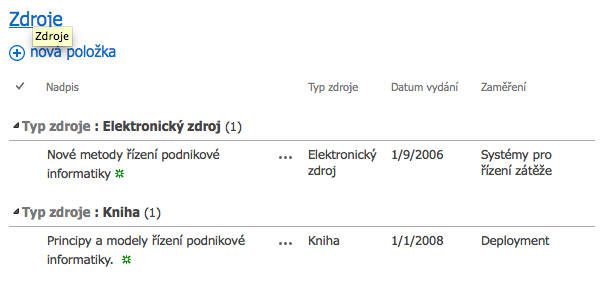 Zdroje
Zdroje
nová položka
Nadpis Typ zdroje Datum vydání Zaměření
Typ zdroje : Elektronický zdroj (1)
Nové metody řízení podnikové ... Elektronický 1/9/2006 Systémy pro
informatiky zdroj řízení zátěže
Typ zdroje : Kniha (1)
Principy a modely řízení podnikové ... Kniha 1/1/2008 Deployment
informatiky.